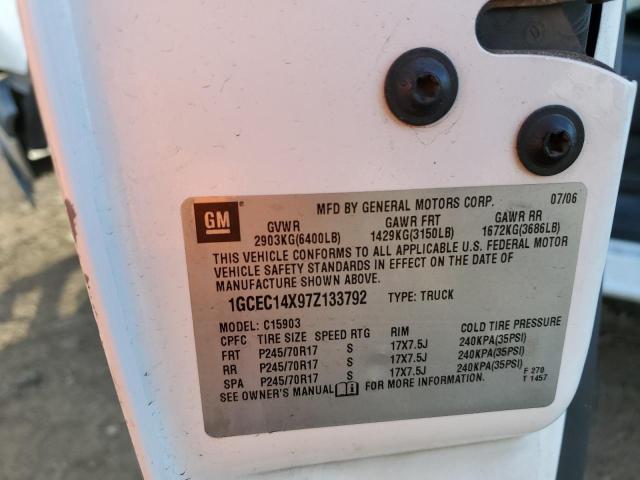 GM MFD BY GENERAL MOTORS CORP. 07/06
GVWR GAWR FRT GAWR RR
2903KG(6400LB) 1429KG(3150LB) 1672KG(3686LB)
THIS VEHICLE CONFORMS TO ALL APPLICABLE U.S. FEDERAL MOTOR
VEHICLE SAFETY STANDARDS IN EFFECT ON THE DATE OF
MANUFACTURE SHOWN ABOVE.
1GCEC14X97Z133792 TYPE: TRUCK
MODEL: C15903
CPFC TIRE SIZE SPEED RTG RIM COLD TIRE PRESSURE
FRT P245/70R17 S 17X7.5J 240KPA(35PSI)
RR P245/70R17 S 17X7.5J 240KPA(35PSI)
SPA P245/70R17 S 17X7.5J 240KPA(35PSI)
SEE OWNER'S MANUAL FOR MORE INFORMATION.
F 270
T 1457